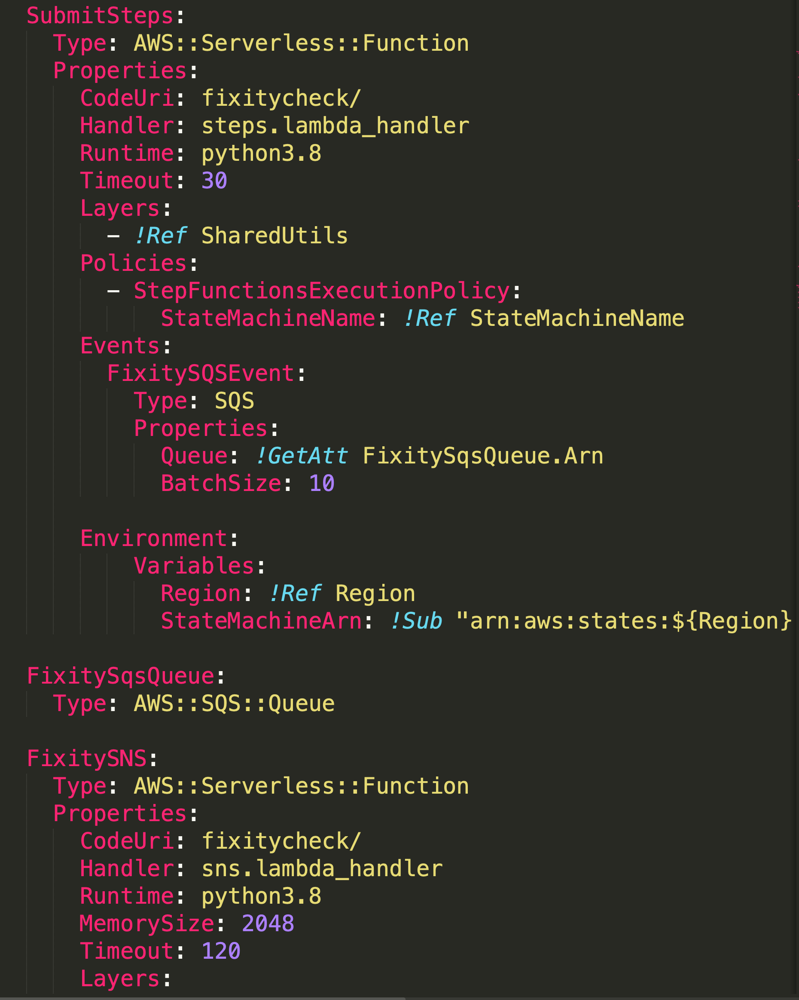 SubmitSteps:
  Type: AWS::Serverless::Function
  Properties:
    CodeUri: fixitycheck/
    Handler: steps.lambda_handler
    Runtime: python3.8
    Timeout: 30
    Layers:
      - !Ref SharedUtils
    Policies:
      - StepFunctionsExecutionPolicy:
          StateMachineName: !Ref StateMachineName
    Events:
      FixitySQSEvent:
        Type: SQS
        Properties:
          Queue: !GetAtt FixitySqsQueue.Arn
          BatchSize: 10

    Environment:
        Variables:
          Region: !Ref Region
          StateMachineArn: !Sub "arn:aws:states:${Region}

FixitySqsQueue:
  Type: AWS::SQS::Queue

FixitySNS:
  Type: AWS::Serverless::Function
  Properties:
    CodeUri: fixitycheck/
    Handler: sns.lambda_handler
    Runtime: python3.8
    MemorySize: 2048
    Timeout: 120
    Layers: